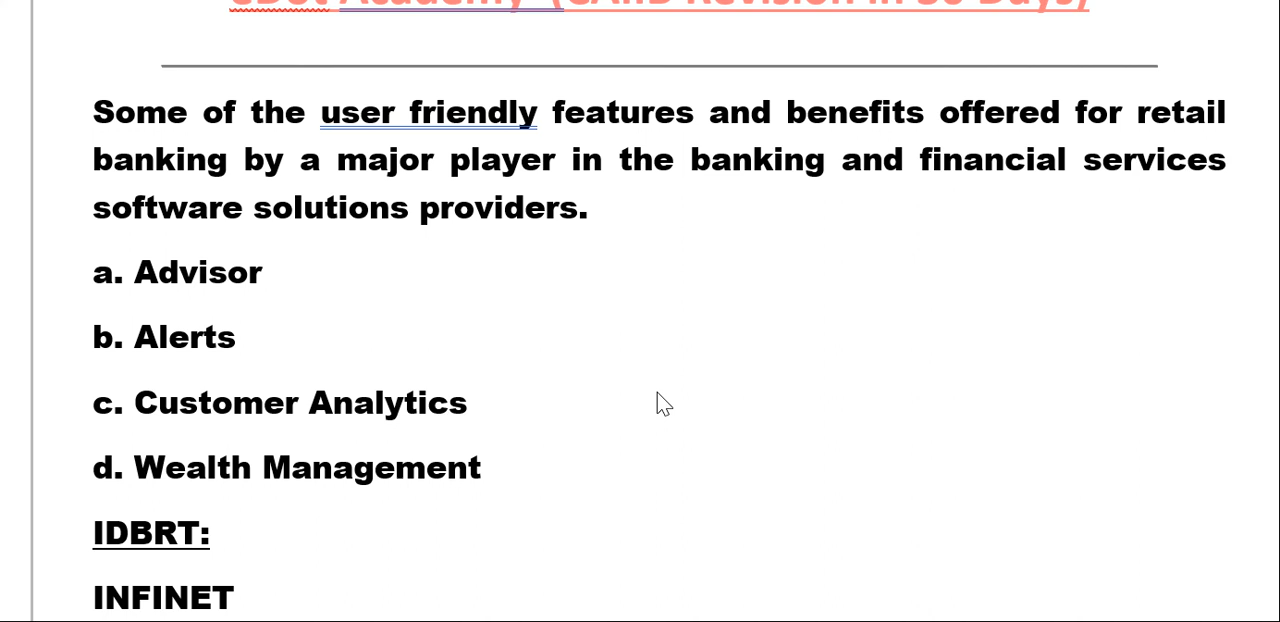 Some of the user friendly features and benefits offered for retail
banking by a major player in the banking and financial services
software solutions providers.
a. Advisor
b. Alerts
c. Customer Analytics
d. Wealth Management
IDBRT:
INFINET